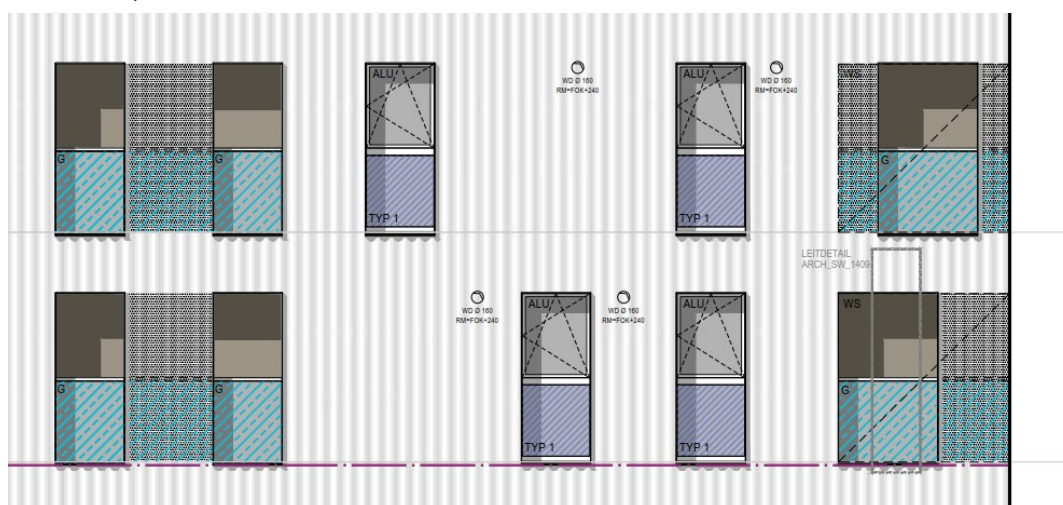 ALU
WD Ø 160
RM=FOK+240
ALU
WD Ø 160
RM=FOK+240
WS
G
G
G
TYP 1
TYP 1
LEITDETAIL
ARCH_SW_1409
WD Ø 160
RM=FOK+240
ALU
WD Ø 160
RM=FOK+240
ALU
WS
G
G
G
TYP 1
TYP 1